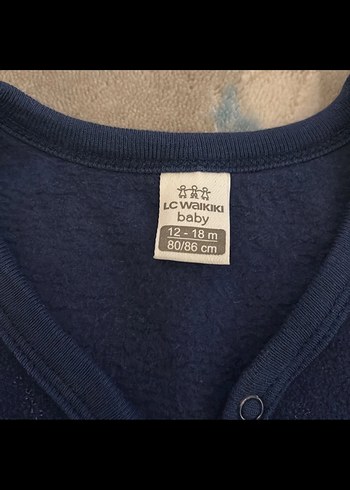 LC WAIKIKI
baby
12 - 18 m
80/86 cm